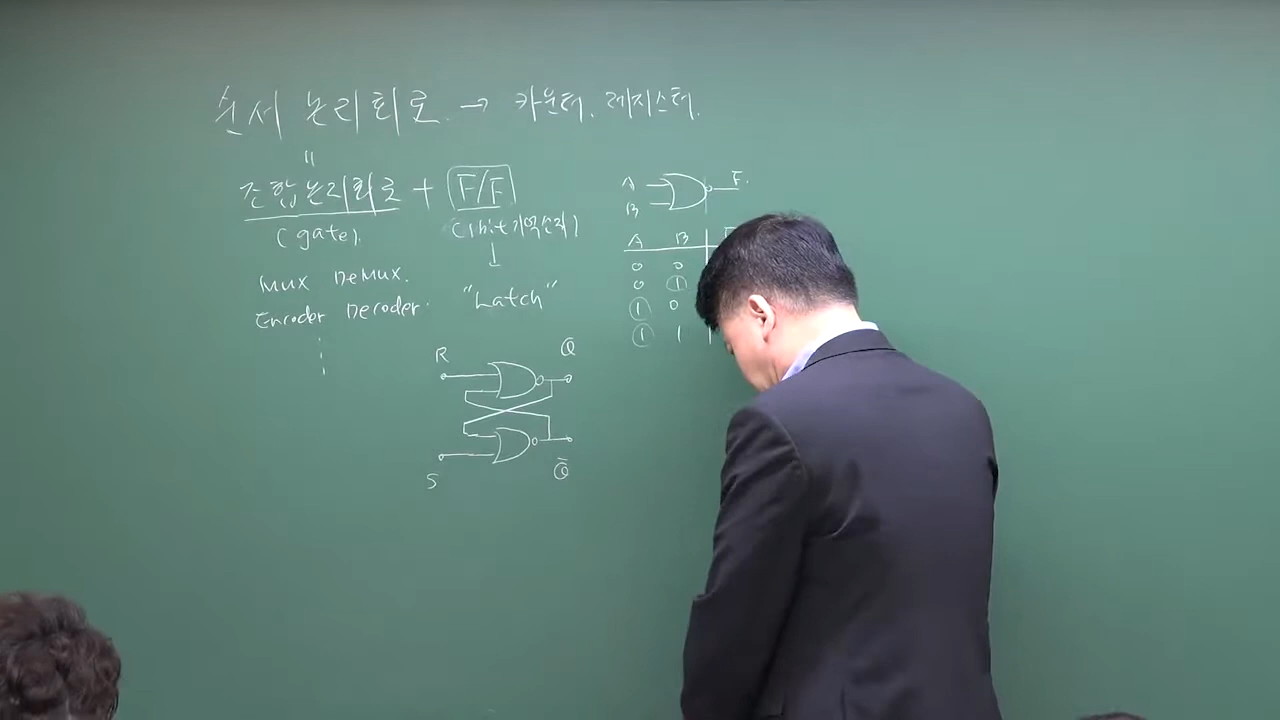 순서 논리회로. → 카운터. 레지스터.
"
조합논리회로 + F/F
(gate). (1bit 기억소자)
↓
Mux DeMux.
Encoder Decoder. "Latch"
R Q
S Q̄
A F.
B
A B
0 0
0 1
1 0
1 1 1